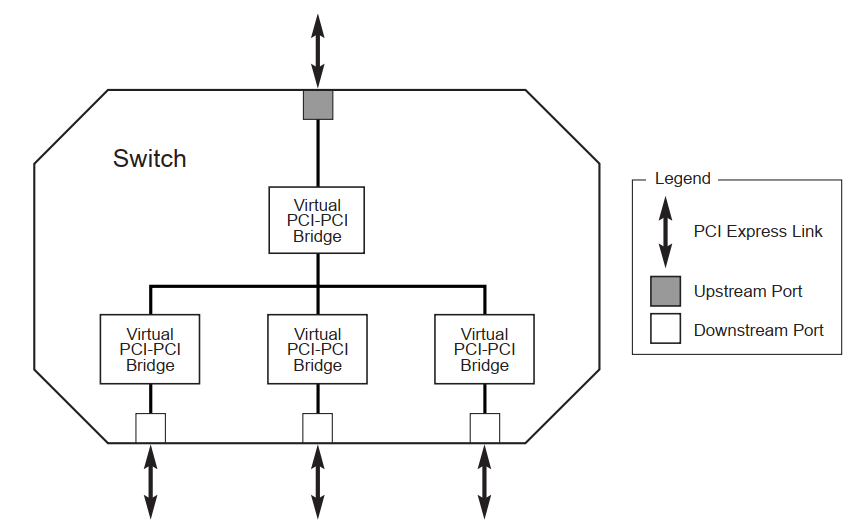 Switch
Virtual
PCI-PCI
Bridge
Virtual
PCI-PCI
Bridge
Virtual
PCI-PCI
Bridge
Virtual
PCI-PCI
Bridge
Legend
PCI Express Link
Upstream Port
Downstream Port